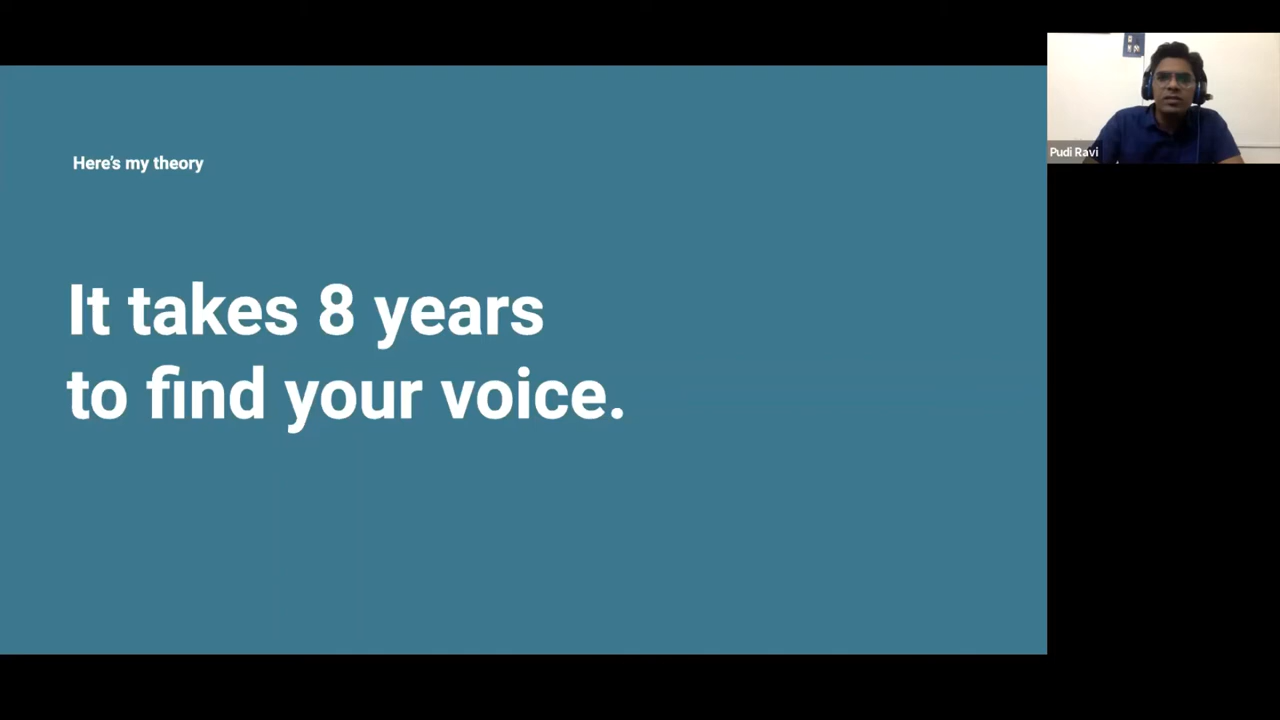 Here's my theory
It takes 8 years
to find your voice.
Pudi Ravi